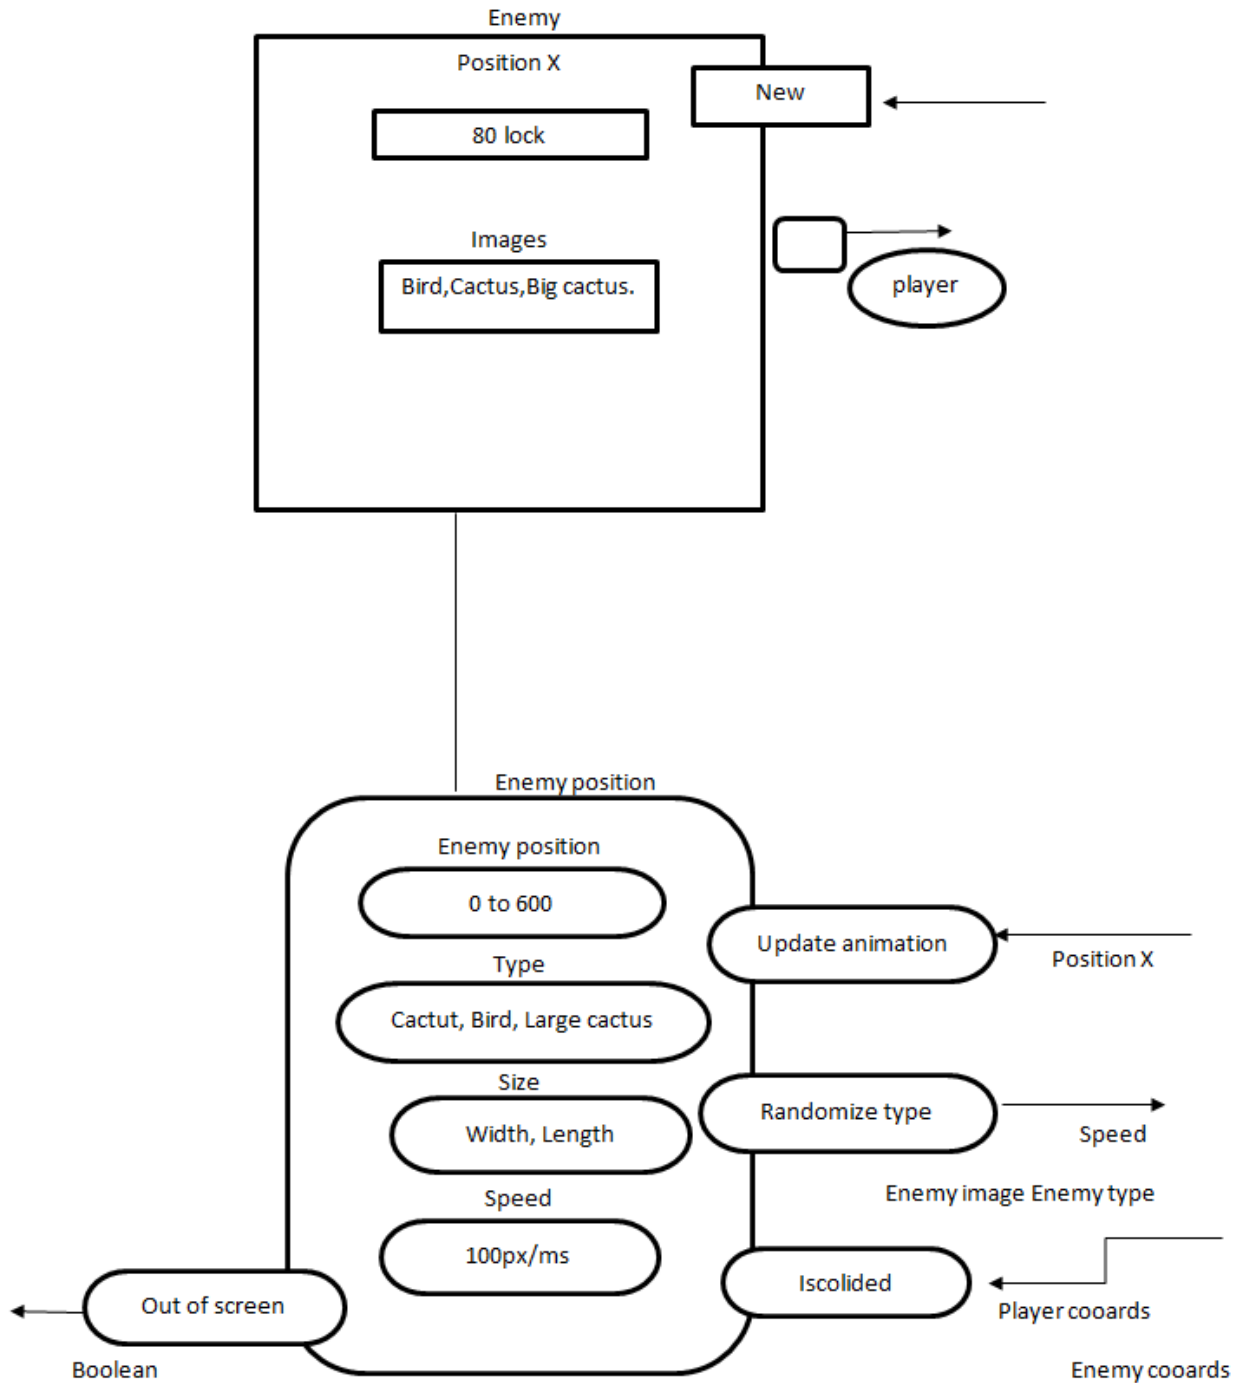 Enemy
Position X
New
80 lock
Images
Bird,Cactus,Big cactus.
player
Enemy position
Enemy position
0 to 600
Update animation
Position X
Type
Cactut, Bird, Large cactus
Size
Randomize type
Width, Length
Speed
Enemy image Enemy type
Speed
100px/ms
Iscolided
Out of screen
Player cooards
Boolean
Enemy cooards